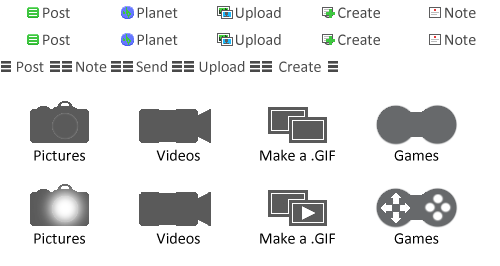 Post Planet Upload Create Note
Post Planet Upload Create Note
Post Note Send Upload Create
Pictures Videos Make a .GIF Games
Pictures Videos Make a .GIF Games